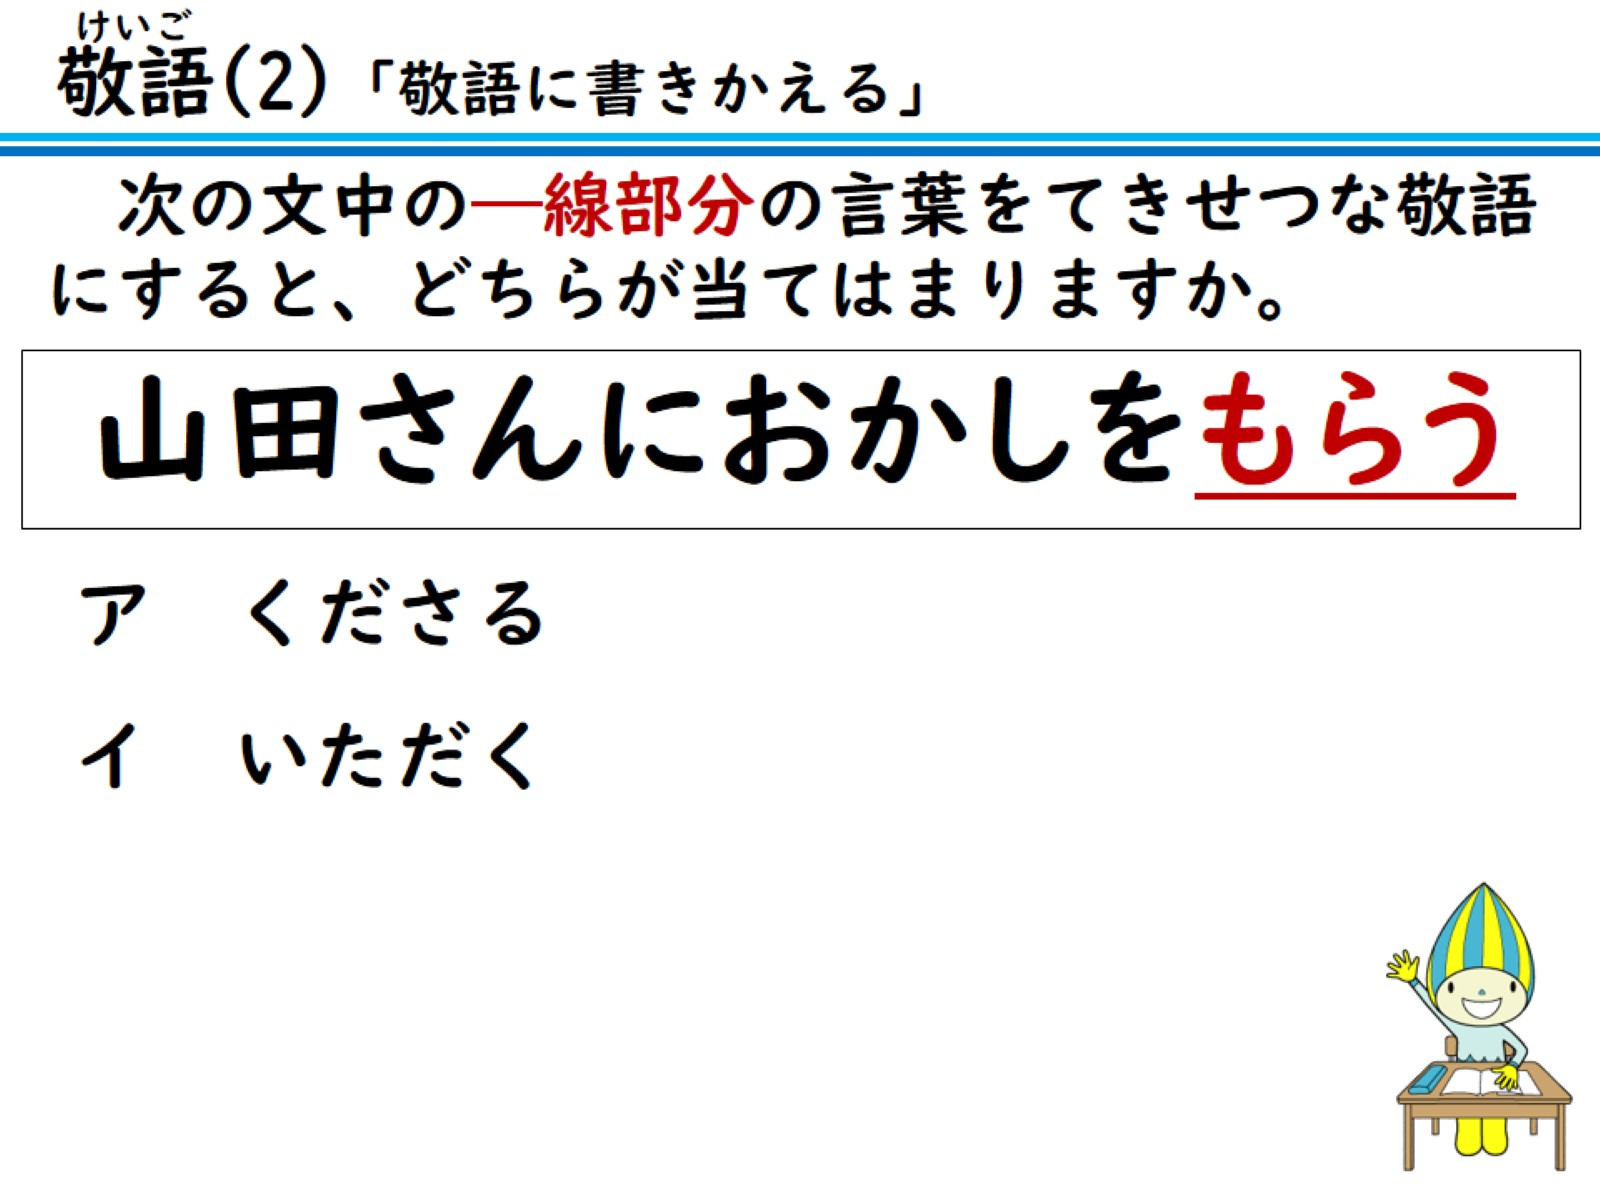 けいご
敬語(2)「敬語に書きかえる」
次の文中の―線部分の言葉をてきせつな敬語
にすると、どちらが当てはまりますか。
山田さんにおかしをもらう
ア　くださる
イ　いただく